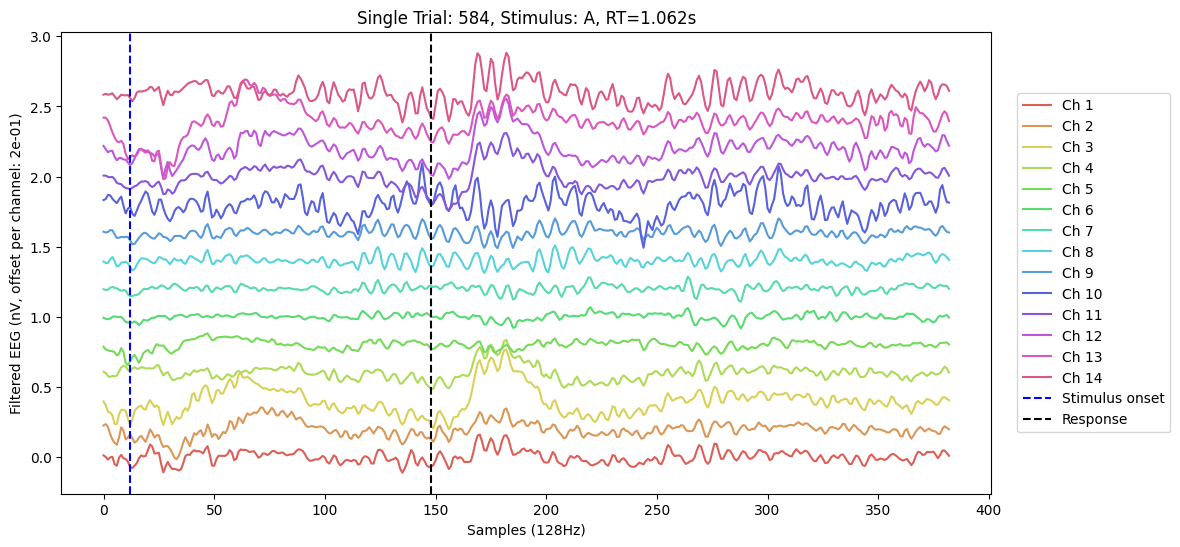 Single Trial: 584, Stimulus: A, RT=1.062s
Filtered EEG (nV, offset per channel: 2e-01)
3.0
2.5
2.0
1.5
1.0
0.5
0.0
0 50 100 150 200 250 300 350 400
Samples (128Hz)
Ch 1
Ch 2
Ch 3
Ch 4
Ch 5
Ch 6
Ch 7
Ch 8
Ch 9
Ch 10
Ch 11
Ch 12
Ch 13
Ch 14
Stimulus onset
Response